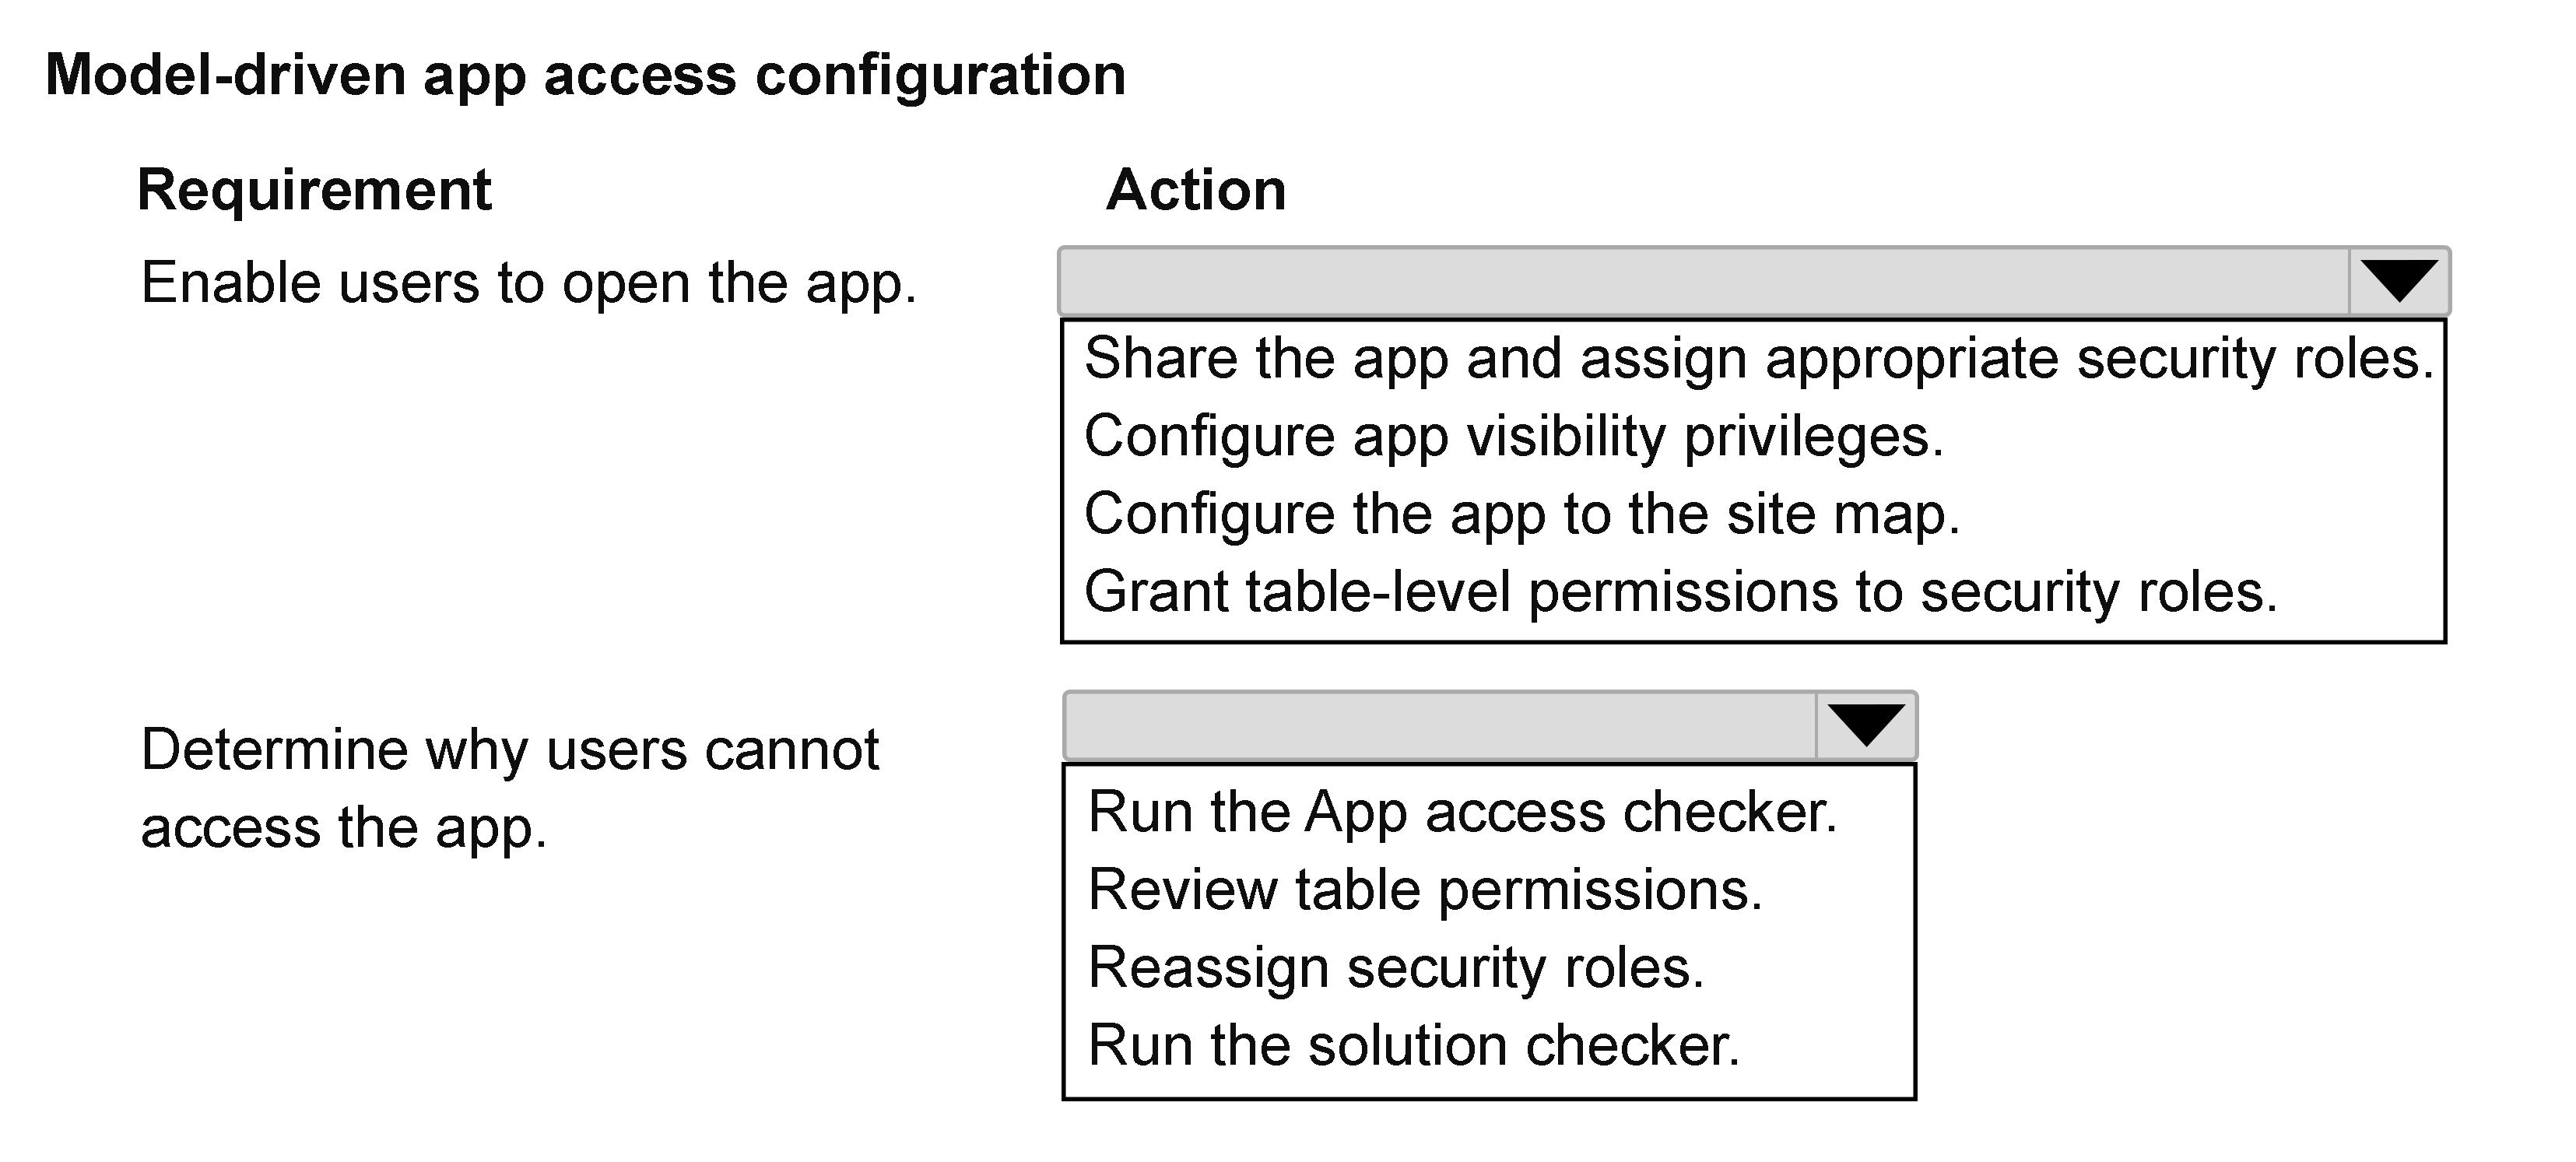 Model-driven app access configuration
Requirement
Action
Enable users to open the app.
Share the app and assign appropriate security roles.
Configure app visibility privileges.
Configure the app to the site map.
Grant table-level permissions to security roles.
Determine why users cannot
access the app.
Run the App access checker.
Review table permissions.
Reassign security roles.
Run the solution checker.